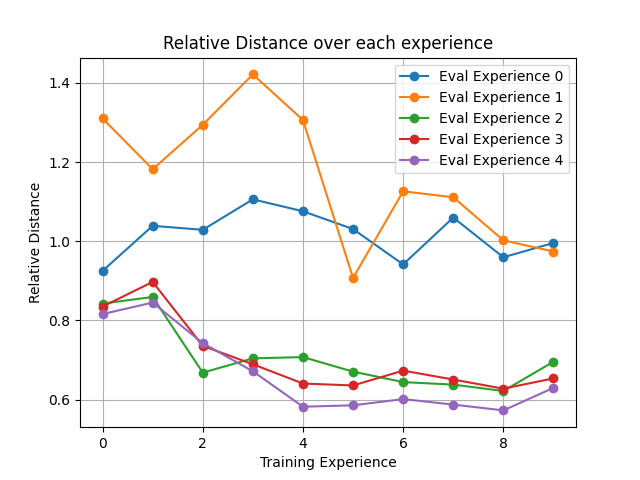 Relative Distance over each experience
Eval Experience 0
Eval Experience 1
Eval Experience 2
Eval Experience 3
Eval Experience 4
Relative Distance
1.4
1.2
1.0
0.8
0.6
0 2 4 6 8
Training Experience